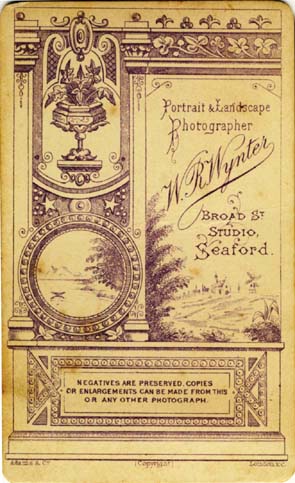 Portrait & Landscape
Photographer
W. R. Wynter
BROAD ST
STUDIO,
Seaford.
NEGATIVES ARE PRESERVED, COPIES
OR ENLARGEMENTS CAN BE MADE FROM THIS
OR ANY OTHER PHOTOGRAPH.
(Copyright) London E.C.